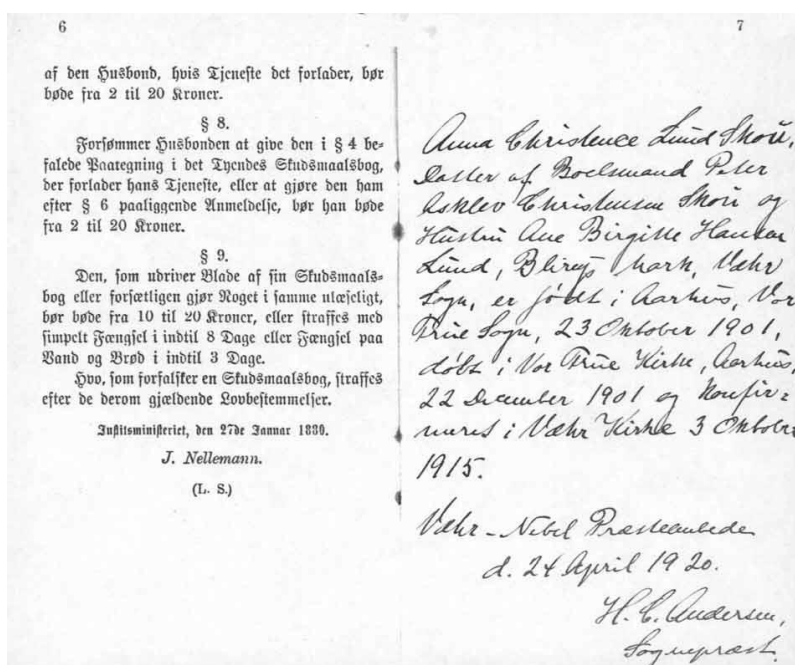 6
af den Husbond, hvis Tjeneste det forlader, bør
bøde fra 2 til 20 Kroner.
§ 8.
Forsømmer Husbonden at give den i § 4 be-
falede Paategning i det Tyendes Skudsmaalsbog,
der forlader hans Tjeneste, eller at gjøre den ham
efter § 6 paaliggende Anmeldelse, bør han bøde
fra 2 til 20 Kroner.
§ 9.
Den, som udriver Blade af sin Skudsmaals-
bog eller forsætligen gjør Noget i samme ulæseligt,
bør bøde fra 10 til 20 Kroner, eller straffes med
simpelt Fængsel i indtil 8 Dage eller Fængsel paa
Vand og Brød i indtil 3 Dage.
Hvo, som forfalsker en Skudsmaalsbog, straffes
efter de derom gjældende Lovbestemmelser.
Justitsministeriet, den 27de Januar 1880.
J. Nellemann.
(L. S.)
7
Anna Christence Lund Skou,
Datter af Boelsmand Peter
Asklev Christensen Skou og
Hustru Ane Birgitte Hansen
Lund, Mark, Væhr
Sogn, er født i Aarhus, Vor
Frue Sogn, 23 Oktober 1901,
døbt i Vor Frue Kirke, Aarhus,
22 December 1901 og Konfir=
meret i Væhr Kirke 3 Oktober
1915.
Væhr - Nebel Præsteembede
d. 24 April 1920.
H. C. Andersen,
Sognepræst.